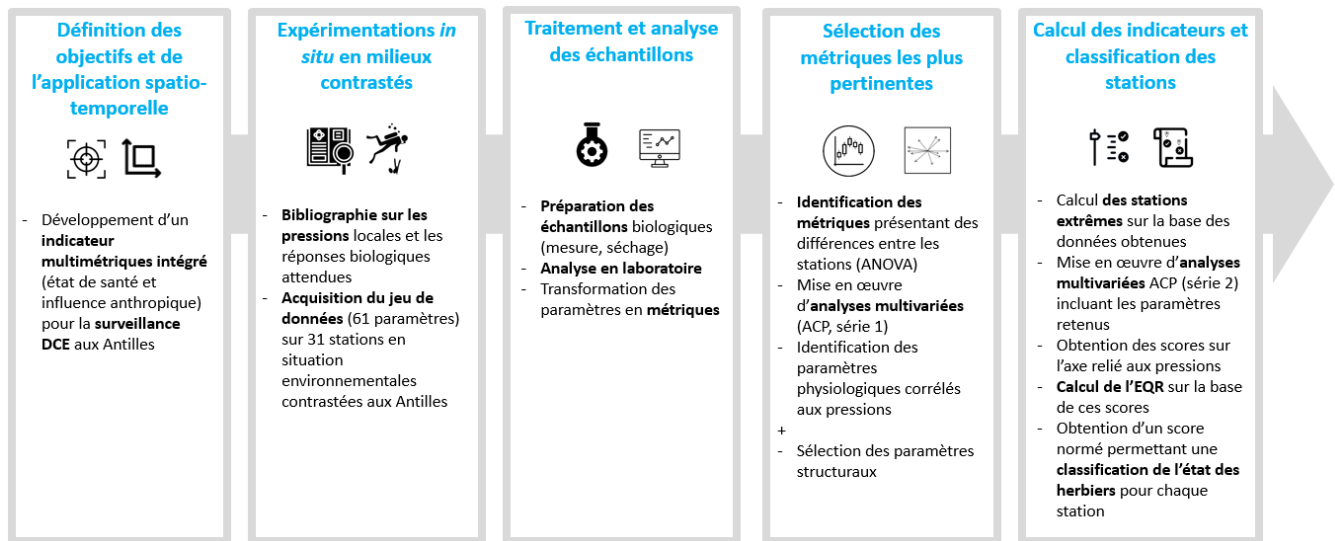 Définition des
objectifs et de
l'application spatio-
temporelle
- Développement d'un
indicateur
multimétriques intégré
(état de santé et
influence anthropique)
pour la surveillance
DCE aux Antilles
Expérimentations in
situ en milieux
contrastés
- Bibliographie sur les
pressions locales et les
réponses biologiques
attendues
- Acquisition du jeu de
données (61 paramètres)
sur 31 stations en
situation
environnementales
contrastées aux Antilles
Traitement et analyse
des échantillons
- Préparation des
échantillons biologiques
(mesure, séchage)
- Analyse en laboratoire
- Transformation des
paramètres en métriques
Sélection des
métriques les plus
pertinentes
- Identification des
métriques présentant des
différences entre les
stations (ANOVA)
- Mise en œuvre
d'analyses multivariées
(ACP, série 1)
- Identification des
paramètres
physiologiques corrélés
aux pressions
+
- Sélection des paramètres
structuraux
Calcul des indicateurs et
classification des
stations
- Calcul des stations
extrêmes sur la base des
données obtenues
- Mise en œuvre d'analyses
multivariées ACP (série 2)
incluant les paramètres
retenus
- Obtention des scores sur
l'axe relié aux pressions
- Calcul de l'EQR sur la base
de ces scores
- Obtention d'un score
normé permettant une
classification de l'état des
herbiers pour chaque
station